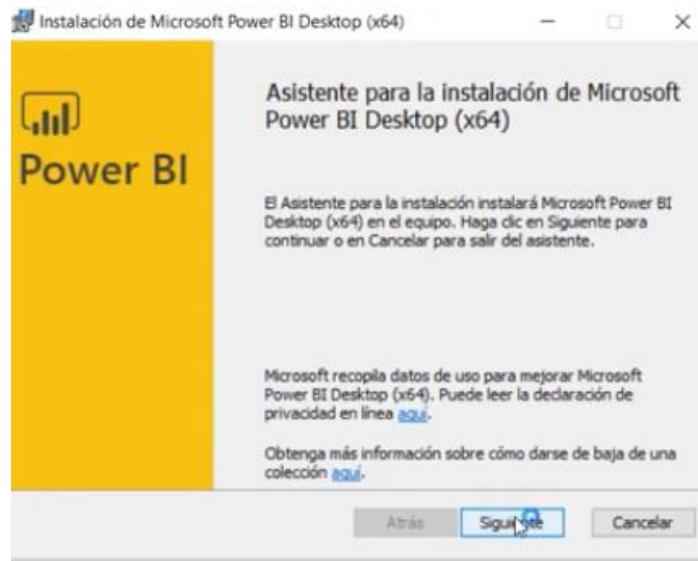 Instalación de Microsoft Power BI Desktop (x64)
Power BI
Asistente para la instalación de Microsoft
Power BI Desktop (x64)
El Asistente para la instalación instalará Microsoft Power BI
Desktop (x64) en el equipo. Haga clic en Siguiente para
continuar o en Cancelar para salir del asistente.
Microsoft recopila datos de uso para mejorar Microsoft
Power BI Desktop (x64). Puede leer la declaración de
privacidad en línea aquí.
Obtenga más información sobre cómo darse de baja de una
colección aquí.
Atrás Siguiente Cancelar